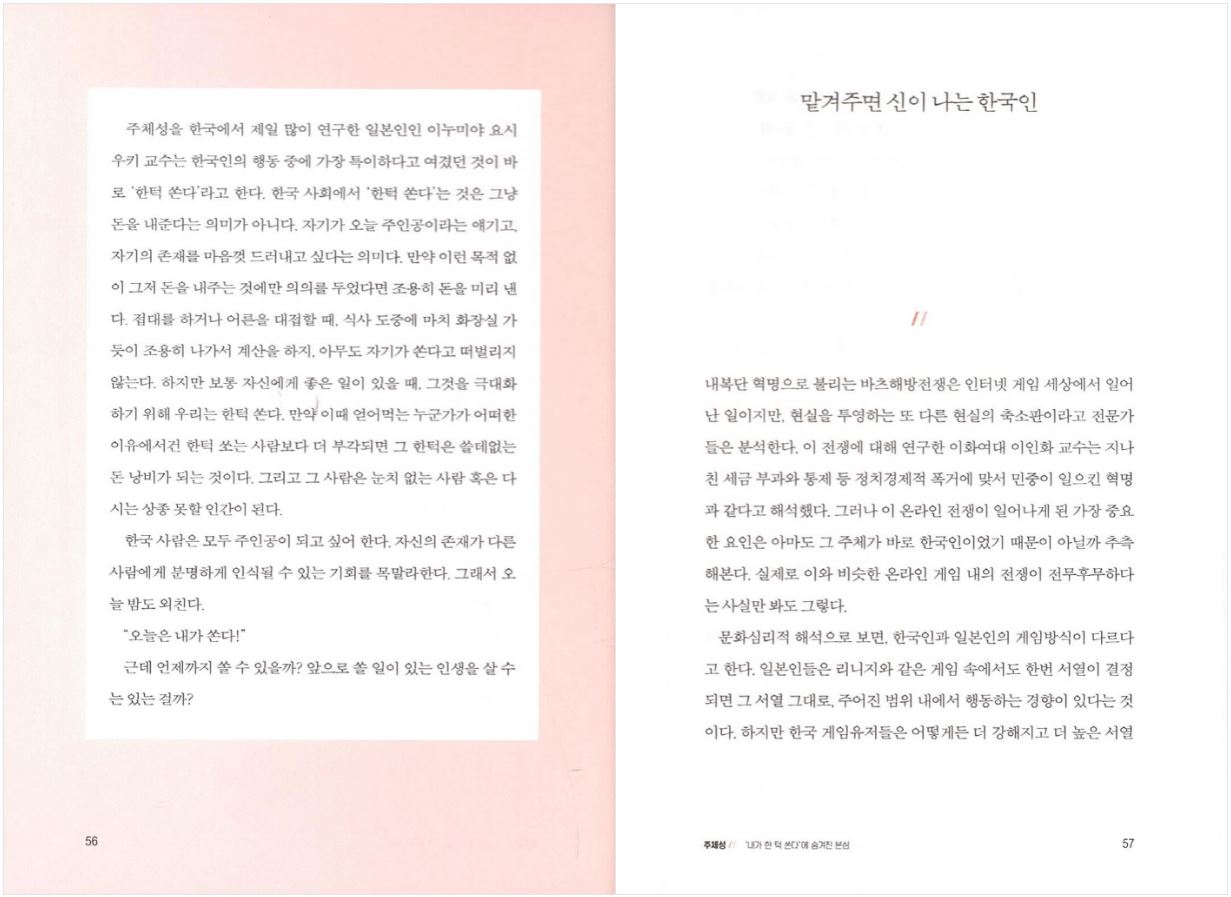 주체성을 한국에서 제일 많이 연구한 일본인인 이누미야 요시
우키 교수는 한국인의 행동 중에 가장 특이하다고 여겼던 것이 바
로 ‘한턱 쏜다’라고 한다. 한국 사회에서 ‘한턱 쏜다’는 것은 그냥
돈을 내준다는 의미가 아니다. 자기가 오늘 주인공이라는 얘기고,
자기의 존재를 마음껏 드러내고 싶다는 의미다. 만약 이런 목적 없
이 그저 돈을 내주는 것에만 의의를 두었다면 조용히 돈을 미리 낸
다. 접대를 하거나 어른을 대접할 때, 식사 도중에 마치 화장실 가
듯이 조용히 나가서 계산을 하지, 아무도 자기가 쏜다고 떠벌리지
않는다. 하지만 보통 자신에게 좋은 일이 있을 때, 그것을 극대화
하기 위해 우리는 한턱 쏜다. 만약 이때 얻어먹는 누군가가 어떠한
이유에서건 한턱 쏘는 사람보다 더 부각되면 그 한턱은 쓸데없는
돈 낭비가 되는 것이다. 그리고 그 사람은 눈치 없는 사람 혹은 다
시는 상종 못할 인간이 된다.
한국 사람은 모두 주인공이 되고 싶어 한다. 자신의 존재가 다른
사람에게 분명하게 인식될 수 있는 기회를 목말라한다. 그래서 오
늘 밤도 외친다.
“오늘은 내가 쏜다!”
근데 언제까지 쏠 수 있을까? 앞으로 쏠 일이 있는 인생을 살 수
는 있는 걸까?
56
맡겨주면 신이 나는 한국인
//
내복단 혁명으로 불리는 바츠해방전쟁은 인터넷 게임 세상에서 일어
난 일이지만, 현실을 투영하는 또 다른 현실의 축소판이라고 전문가
들은 분석한다. 이 전쟁에 대해 연구한 이화여대 이인화 교수는 지나
친 세금 부과와 통제 등 정치경제적 폭거에 맞서 민중이 일으킨 혁명
과 같다고 해석했다. 그러나 이 온라인 전쟁이 일어나게 된 가장 중요
한 요인은 아마도 그 주체가 바로 한국인이었기 때문이 아닐까 추측
해본다. 실제로 이와 비슷한 온라인 게임 내의 전쟁이 전무후무하다
는 사실만 봐도 그렇다.
문화심리적 해석으로 보면, 한국인과 일본인의 게임방식이 다르다
고 한다. 일본인들은 리니지와 같은 게임 속에서도 한번 서열이 결정
되면 그 서열 그대로, 주어진 범위 내에서 행동하는 경향이 있다는 것
이다. 하지만 한국 게임유저들은 어떻게든 더 강해지고 더 높은 서열
주체성 // ‘내가 한 턱 쏜다’에 숨겨진 본심
57